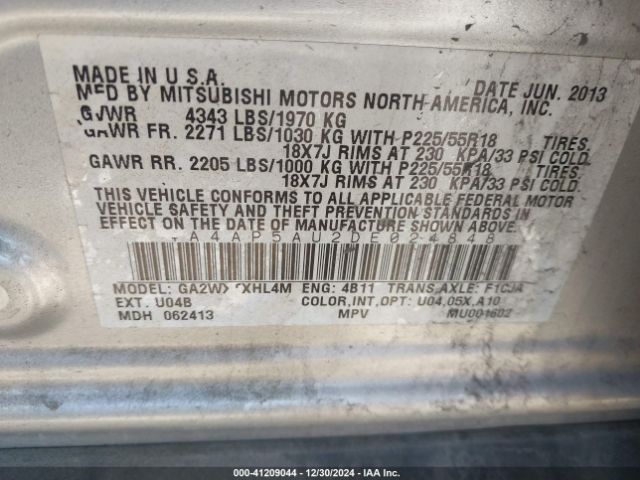 MADE IN U.S.A.
MFD BY MITSUBISHI MOTORS NORTH AMERICA, INC. DATE JUN. 2013
GVWR 4343 LBS/1970 KG
GAWR FR. 2271 LBS/1030 KG WITH P225/55R18 TIRES,
18X7J RIMS AT 230 KPA/33 PSI COLD.
GAWR RR. 2205 LBS/1000 KG WITH P225/55R18 TIRES,
18X7J RIMS AT 230 KPA/33 PSI COLD.
THIS VEHICLE CONFORMS TO ALL APPLICABLE FEDERAL MOTOR
VEHICLE SAFETY AND THEFT PREVENTION STANDARDS IN
EFFECT ON THE DATE OF MANUFACTURE SHOWN ABOVE.
A4AP5AU2DE024848
MODEL: ENG: 4B11 TRANS.AXLE: F1CJA
EXT. U04B COLOR,INT,OPT: U04,05X,A10
MDH 062413 MPV MU001602
000-41209044 — 12/30/2024 — IAA Inc.